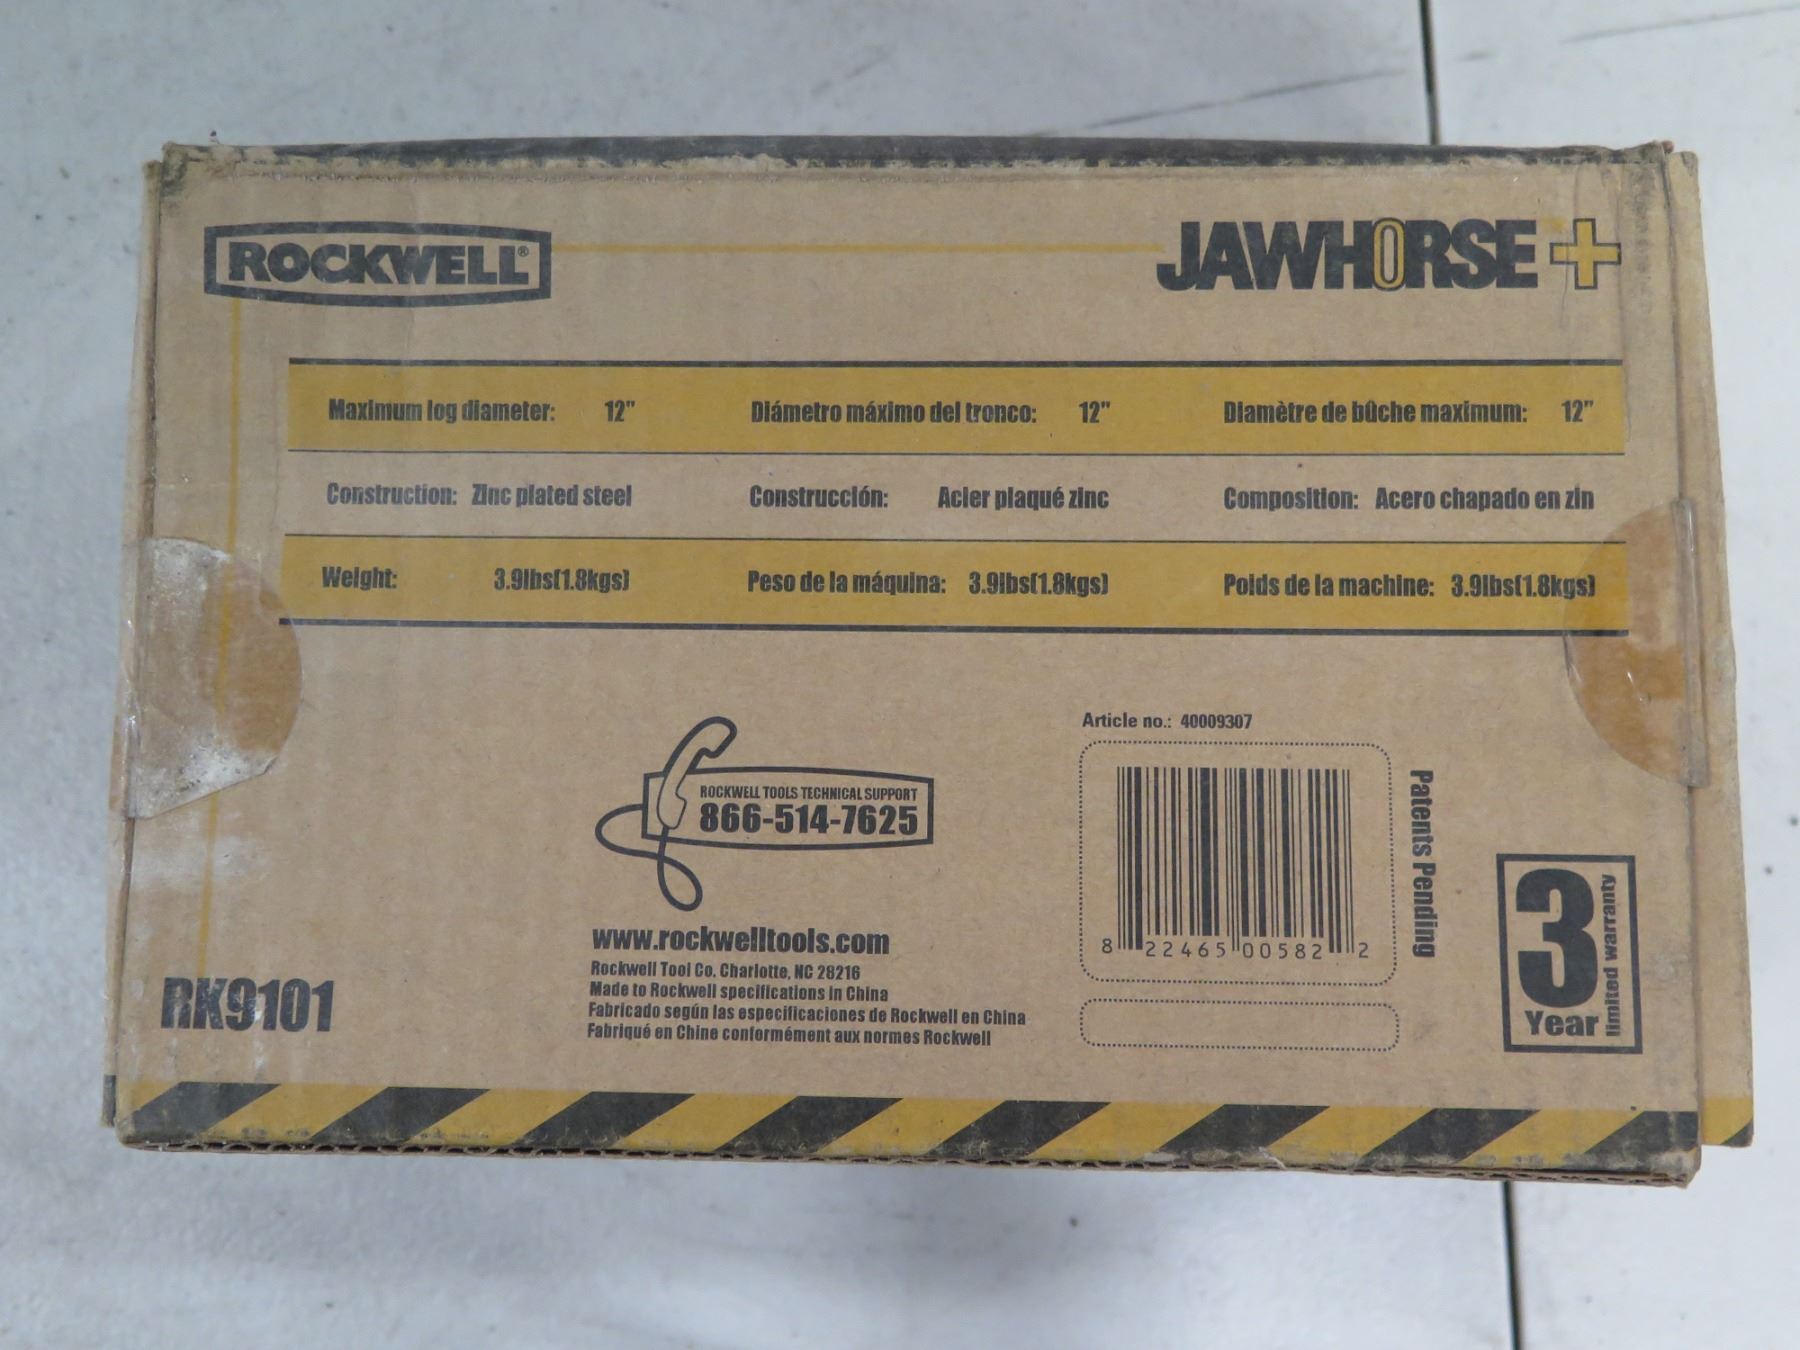 ROCKWELL®
JAWHORSE +
Maximum log diameter: 12" Diámetro máximo del tronco: 12" Diamètre de bûche maximum: 12"
Construction: Zinc plated steel Construcción: Acier plaqué zinc Composition: Acero chapado en zin
Weight: 3.9lbs(1.8kgs) Peso de la máquina: 3.9lbs(1.8kgs) Poids de la machine: 3.9lbs(1.8kgs)
Article no.: 40009307
ROCKWELL TOOLS TECHNICAL SUPPORT
866-514-7625
8 22465 00582 2
Patents Pending
www.rockwelltools.com
Rockwell Tool Co. Charlotte, NC 28216
Made to Rockwell specifications in China
Fabricado según las especificaciones de Rockwell en China
Fabriqué en Chine conformément aux normes Rockwell
RK9101
3
Year
limited warranty